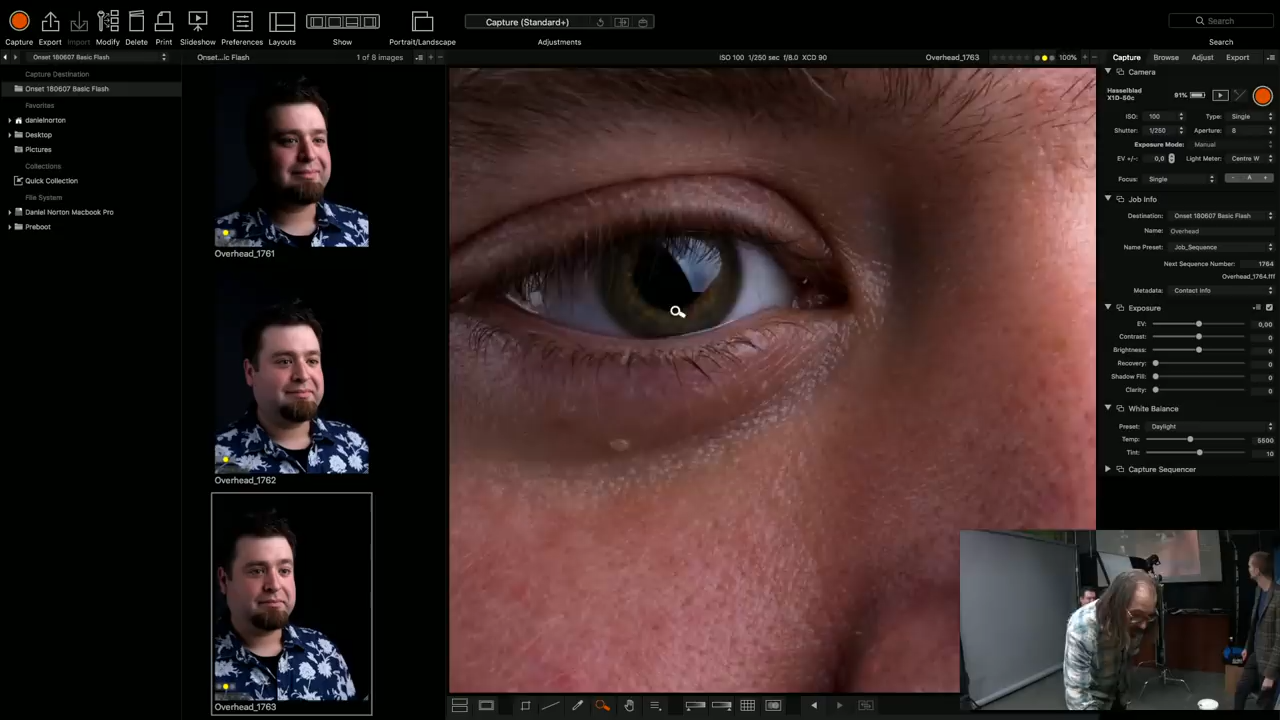 Capture Export Import Modify Delete Print Slideshow Preferences Layouts Show Portrait/Landscape
Capture (Standard+)
Adjustments
Search
Search
Onset 180607 Basic Flash
Onset...ic Flash
1 of 8 images
ISO 100 1/250 sec f/8.0 XCD 90
Overhead_1763
100%
Capture Browse Adjust Export
Capture Destination
Onset 180607 Basic Flash
Favorites
danielnorton
Desktop
Pictures
Collections
Quick Collection
File System
Daniel Norton Macbook Pro
Preboot
Overhead_1761
Overhead_1762
Overhead_1763
Camera
Hasselblad
X1D-50c
91%
ISO: 100 Type: Single
Shutter: 1/250 Aperture: 8
Exposure Mode: Manual
EV +/-: 0,0 Light Meter: Centre W
Focus: Single - A +
Job Info
Destination: Onset 180607 Basic Flash
Name: Overhead
Name Preset: Job_Sequence
Next Sequence Number: 1764
Overhead_1764.fff
Metadata: Contact Info
Exposure
EV: 0,00
Contrast: 0
Brightness: 0
Recovery: 0
Shadow Fill: 0
Clarity: 0
White Balance
Preset: Daylight
Temp: 5500
Tint: 10
Capture Sequencer